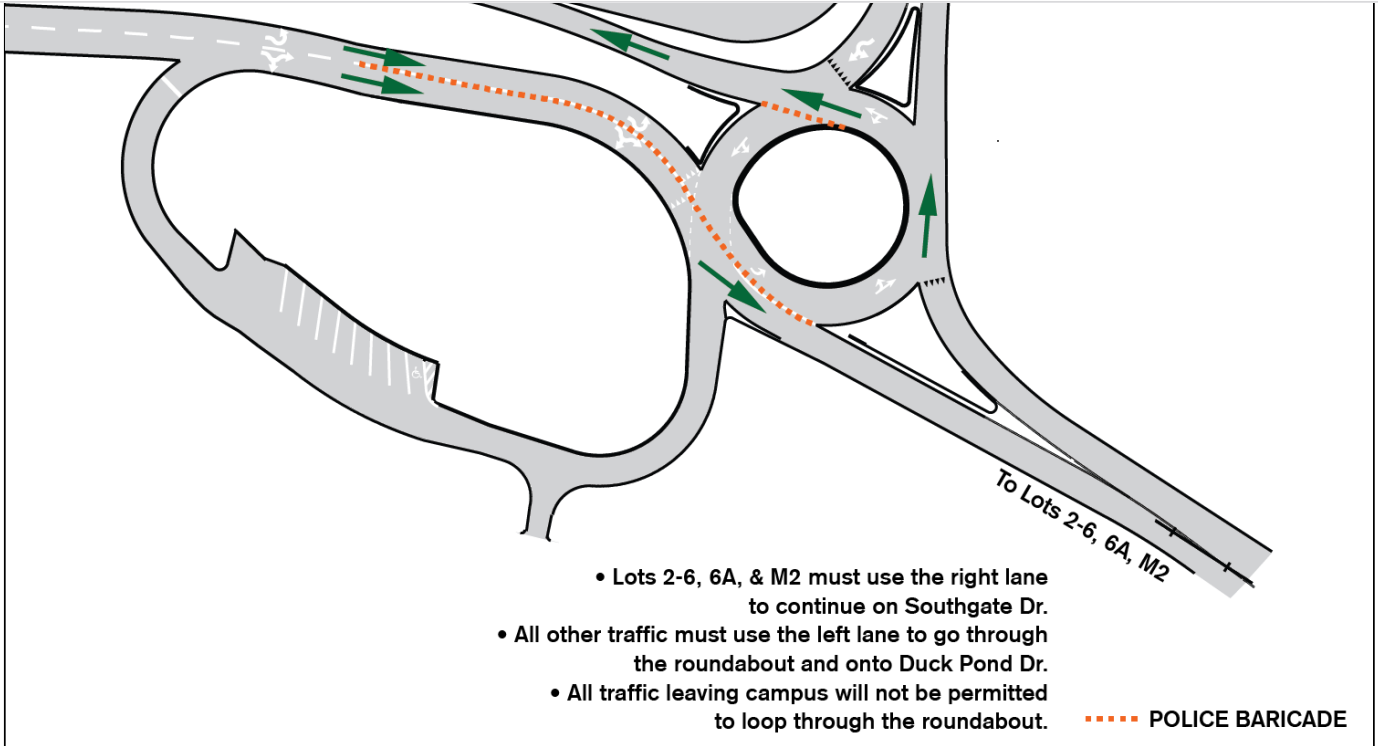 To Lots 2-6, 6A, M2
• Lots 2-6, 6A, & M2 must use the right lane
to continue on Southgate Dr.
• All other traffic must use the left lane to go through
the roundabout and onto Duck Pond Dr.
• All traffic leaving campus will not be permitted
to loop through the roundabout.
POLICE BARICADE